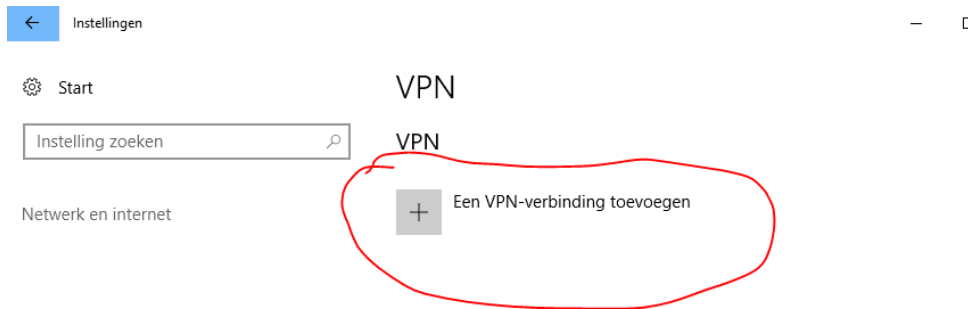 Instellingen
Start
VPN
Instelling zoeken
VPN
Een VPN-verbinding toevoegen
Netwerk en internet